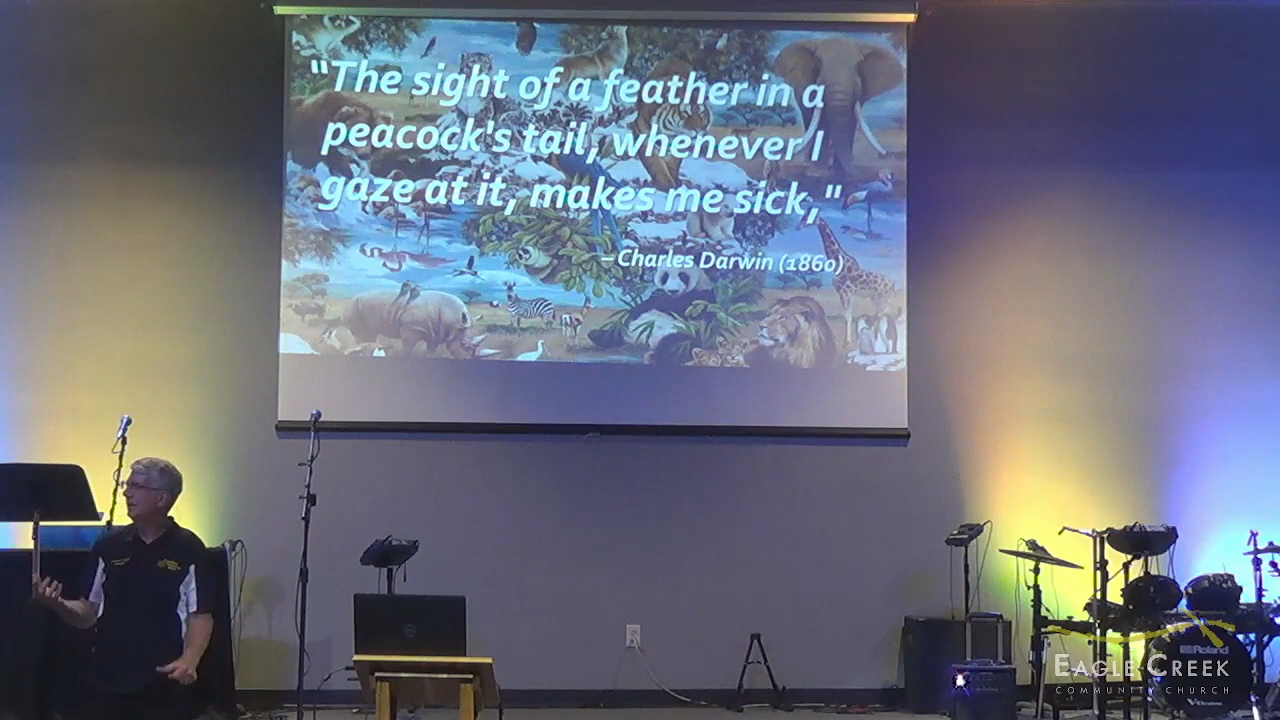 "The sight of a feather in a
peacock's tail, whenever I
gaze at it, makes me sick,"
– Charles Darwin (1860)
Roland
EAGLE CREEK
COMMUNITY CHURCH